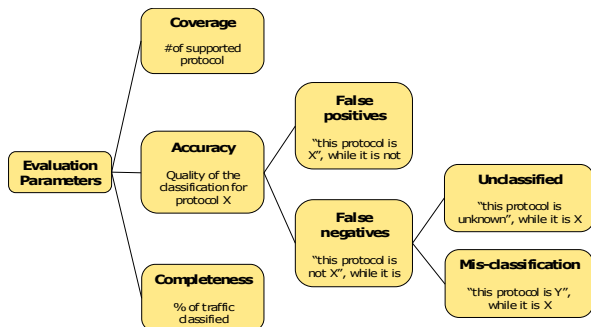 Coverage
#of supported
protocol
False
positives
"this protocol is
X", while it is not
Evaluation
Parameters
Accuracy
Quality of the
classification for
protocol X
Unclassified
"this protocol is
unknown", while it is X
False
negatives
"this protocol is
not X", while it is
Mis-classification
"this protocol is Y",
while it is X
Completeness
% of traffic
classified